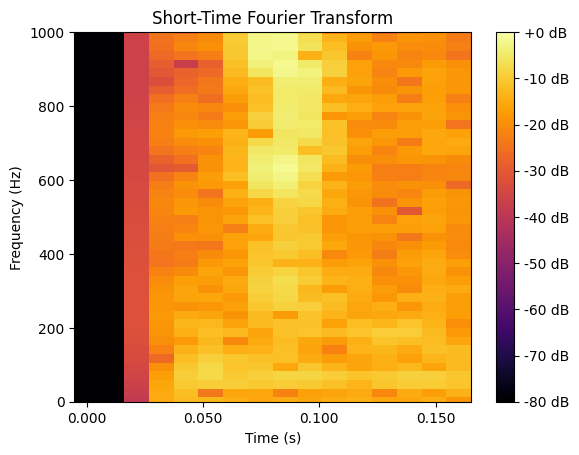 Short-Time Fourier Transform
Frequency (Hz)
1000
800
600
400
200
0
0.000
0.050
0.100
0.150
Time (s)
+0 dB
-10 dB
-20 dB
-30 dB
-40 dB
-50 dB
-60 dB
-70 dB
-80 dB